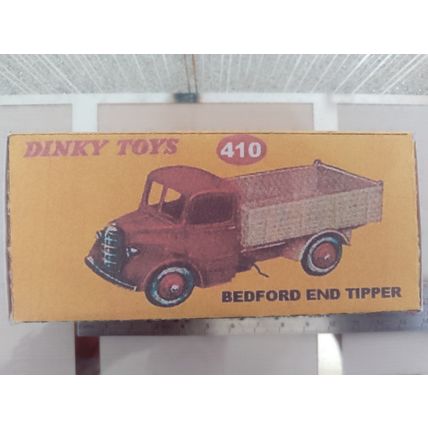 DINKY TOYS
410
BEDFORD END TIPPER